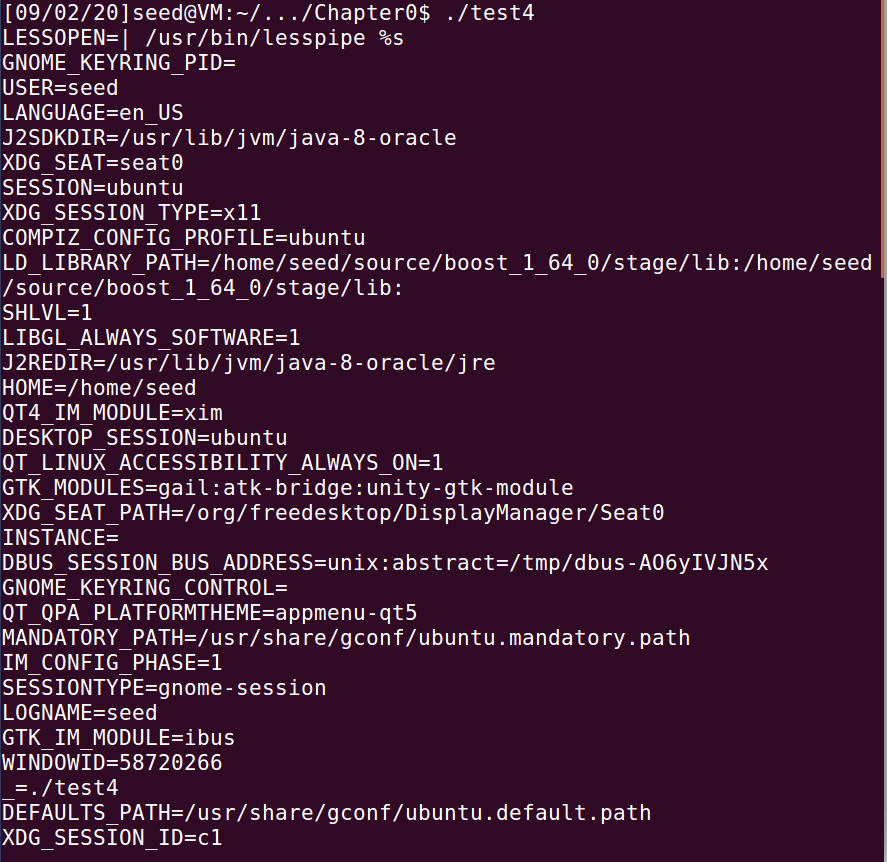 [09/02/20]seed@VM:~/.../Chapter0$ ./test4
LESSOPEN=| /usr/bin/lesspipe %s
GNOME_KEYRING_PID=
USER=seed
LANGUAGE=en_US
J2SDKDIR=/usr/lib/jvm/java-8-oracle
XDG_SEAT=seat0
SESSION=ubuntu
XDG_SESSION_TYPE=x11
COMPIZ_CONFIG_PROFILE=ubuntu
LD_LIBRARY_PATH=/home/seed/source/boost_1_64_0/stage/lib:/home/seed
/source/boost_1_64_0/stage/lib:
SHLVL=1
LIBGL_ALWAYS_SOFTWARE=1
J2REDIR=/usr/lib/jvm/java-8-oracle/jre
HOME=/home/seed
QT4_IM_MODULE=xim
DESKTOP_SESSION=ubuntu
QT_LINUX_ACCESSIBILITY_ALWAYS_ON=1
GTK_MODULES=gail:atk-bridge:unity-gtk-module
XDG_SEAT_PATH=/org/freedesktop/DisplayManager/Seat0
INSTANCE=
DBUS_SESSION_BUS_ADDRESS=unix:abstract=/tmp/dbus-AO6yIVJN5x
GNOME_KEYRING_CONTROL=
QT_QPA_PLATFORMTHEME=appmenu-qt5
MANDATORY_PATH=/usr/share/gconf/ubuntu.mandatory.path
IM_CONFIG_PHASE=1
SESSIONTYPE=gnome-session
LOGNAME=seed
GTK_IM_MODULE=ibus
WINDOWID=58720266
_=./test4
DEFAULTS_PATH=/usr/share/gconf/ubuntu.default.path
XDG_SESSION_ID=c1